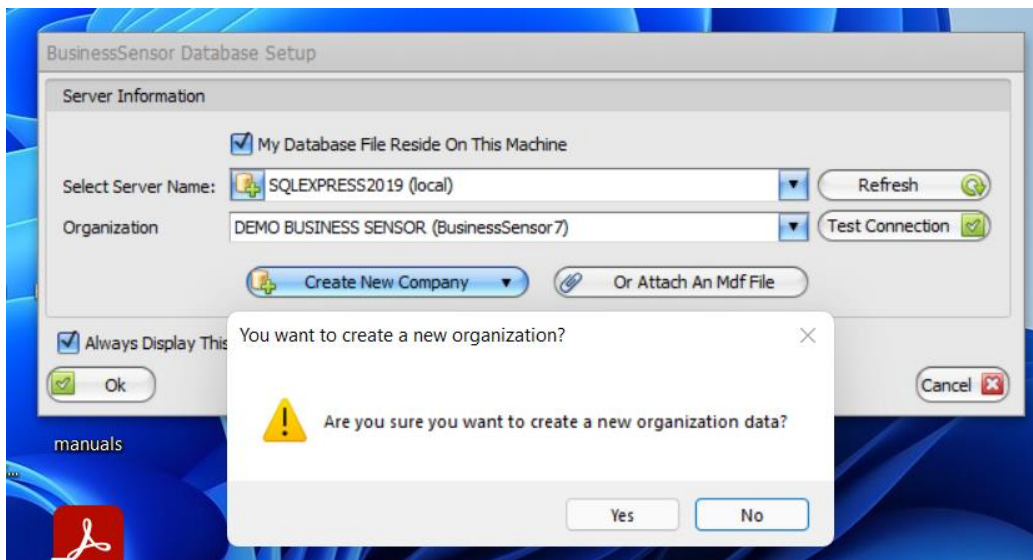 BusinessSensor Database Setup
Server Information
My Database File Reside On This Machine
Select Server Name: SQLEXPRESS2019 (local) Refresh
Organization DEMO BUSINESS SENSOR (BusinessSensor7) Test Connection
Create New Company Or Attach An Mdf File
Always Display This
You want to create a new organization?
Ok
Cancel
Are you sure you want to create a new organization data?
manuals
...
Yes No